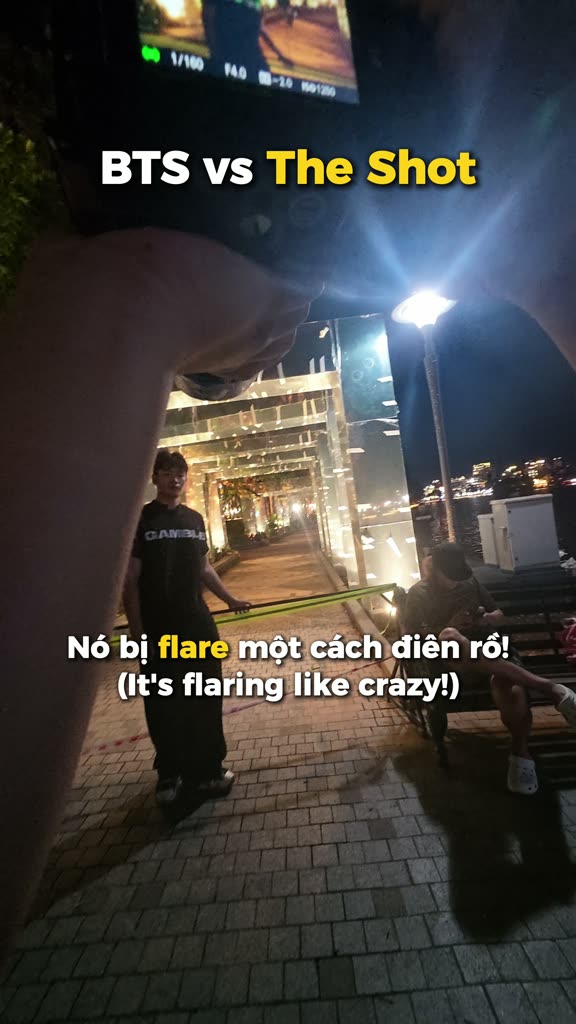 1/160 F4.0 -2.0 ISO1250
BTS vs The Shot
GAMBLE
Nó bị flare một cách điên rồ!
(It's flaring like crazy!)